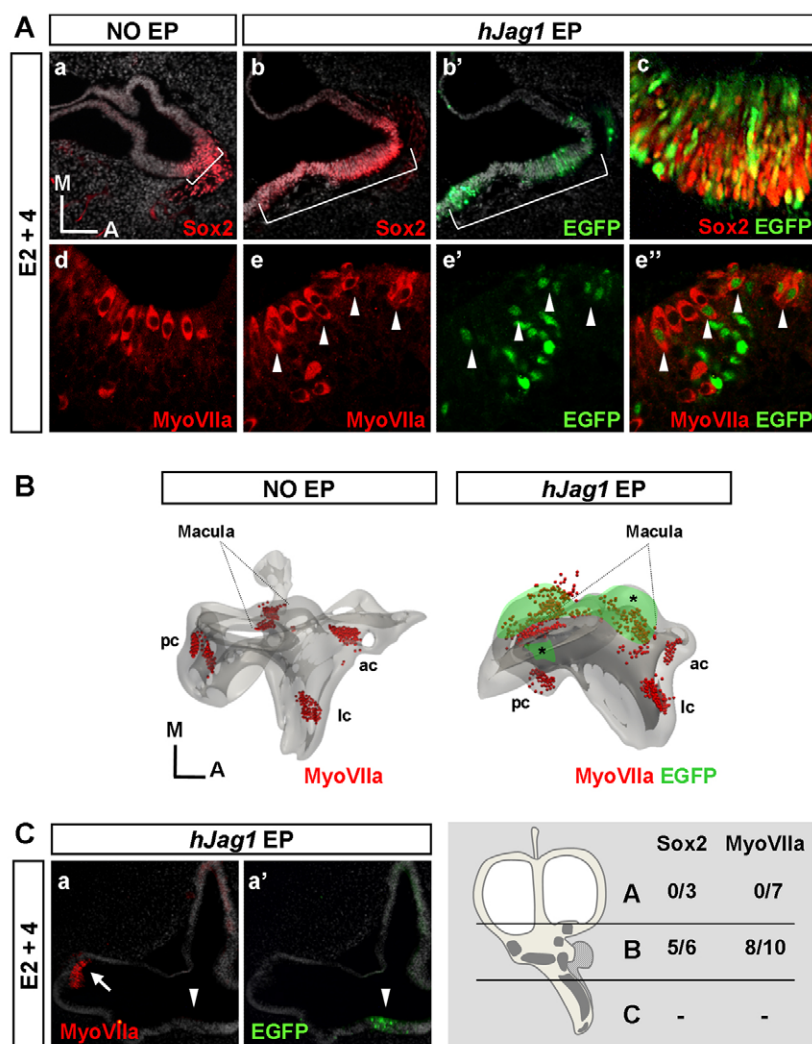 A
NO EP
hJag1 EP
E2 + 4
a
M
A
Sox2
b
Sox2
b'
EGFP
c
Sox2 EGFP
d
MyoVIIa
e
MyoVIIa
e'
EGFP
e''
MyoVIIa EGFP
B
NO EP
hJag1 EP
Macula
pc
ac
lc
M
A
MyoVIIa
Macula
*
*
pc
ac
lc
MyoVIIa EGFP
C
hJag1 EP
E2 + 4
a
MyoVIIa
a'
EGFP
Sox2 MyoVIIa
A 0/3 0/7
B 5/6 8/10
C - -